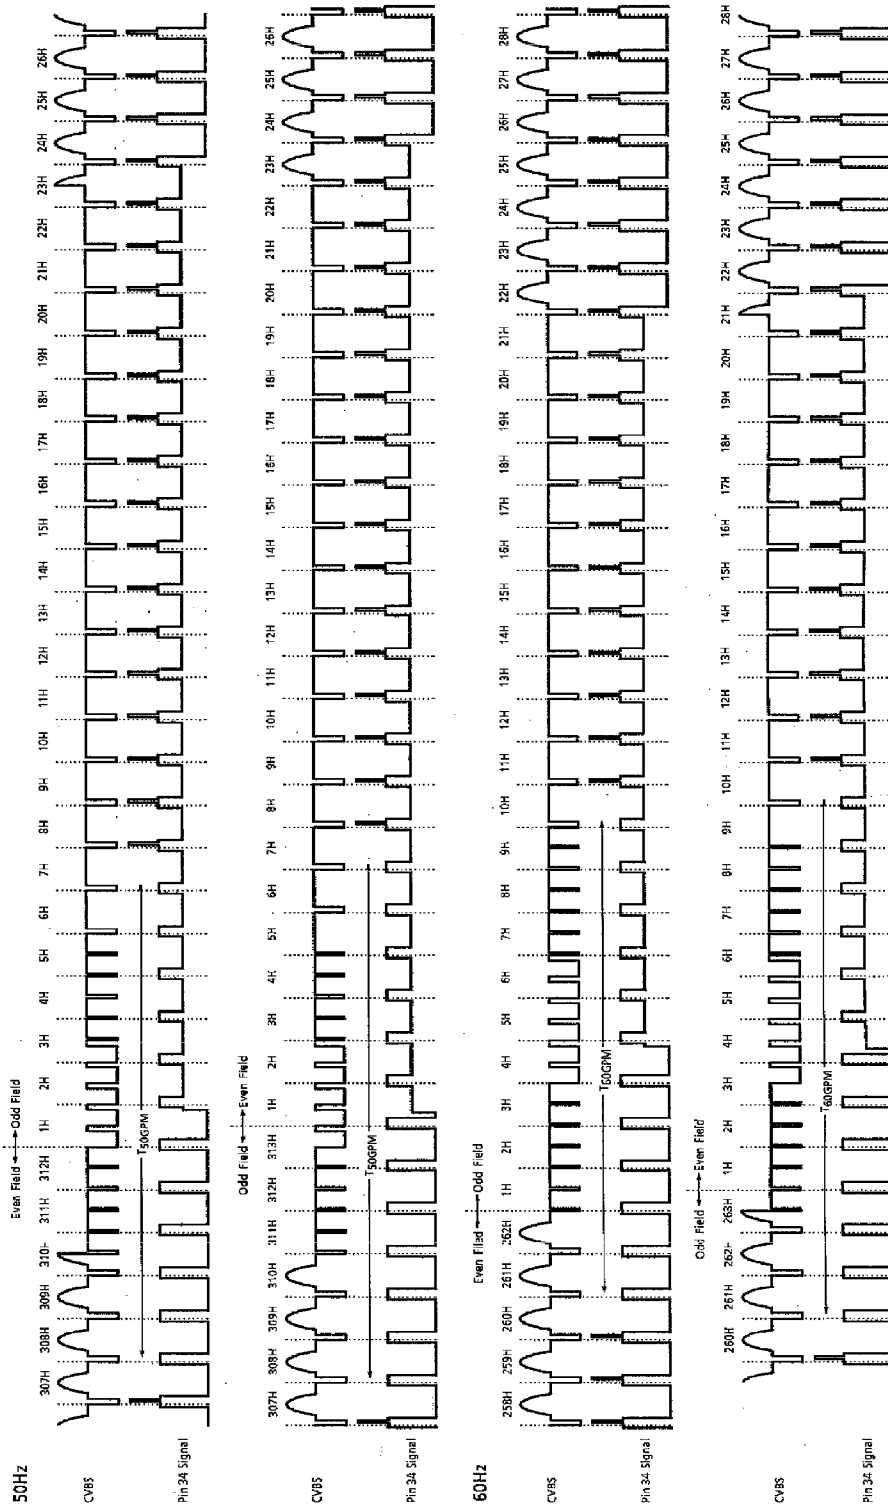 50Hz
Even Field ←→ Odd Field
307H 308H 309H 310H 311H 312H 1H 2H 3H 4H 5H 6H 7H 8H 9H 10H 11H 12H 13H 14H 15H 16H 17H 18H 19H 20H 21H 22H 23H 24H 25H 26H
CVBS
T50GPM
Pin 34 Signal
Odd Field ←→ Even Field
307H 308H 309H 310H 311H 312H 313H 1H 2H 3H 4H 5H 6H 7H 8H 9H 10H 11H 12H 13H 14H 15H 16H 17H 18H 19H 20H 21H 22H 23H 24H 25H 26H
CVBS
T50GPM
Pin 34 Signal
60Hz
Even Filed ←→ Odd Field
258H 259H 260H 261H 262H 1H 2H 3H 4H 5H 6H 7H 8H 9H 10H 11H 12H 13H 14H 15H 16H 17H 18H 19H 20H 21H 22H 23H 24H 25H 26H 27H 28H
CVBS
T60GPM
Pin 34 Signal
Odd Field ←→ Even Field
260H 261H 262H 263H 1H 2H 3H 4H 5H 6H 7H 8H 9H 10H 11H 12H 13H 14H 15H 16H 17H 18H 19H 20H 21H 22H 23H 24H 25H 26H 27H 28H
CVBS
T60GPM
Pin 34 Signal